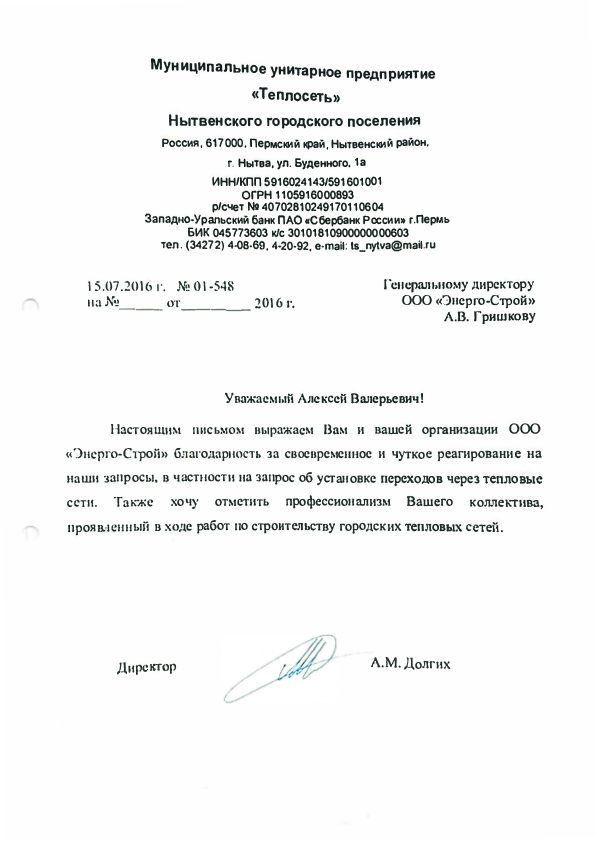 Муниципальное унитарное предприятие
«Теплосеть»
Нытвенского городского поселения
Россия, 617000, Пермский край, Нытвенский район,
г. Нытва, ул. Буденного, 1а
ИНН/КПП 5916024143/591601001
ОГРН 1105916000893
р/счет № 40702810249170110604
Западно-Уральский банк ПАО «Сбербанк России» г.Пермь
БИК 045773603 к/с 30101810900000000603
тел. (34272) 4-08-69, 4-20-92, e-mail: ts_nytva@mail.ru
15.07.2016 г. № 01-548
на №______ от__________ 2016 г.
Генеральному директору
ООО «Энерго-Строй»
А.В. Гришкову
Уважаемый Алексей Валерьевич!
Настоящим письмом выражаем Вам и вашей организации ООО
«Энерго-Строй» благодарность за своевременное и чуткое реагирование на
наши запросы, в частности на запрос об установке переходов через тепловые
сети. Также хочу отметить профессионализм Вашего коллектива,
проявленный в ходе работ по строительству городских тепловых сетей.
Директор
А.М. Долгих